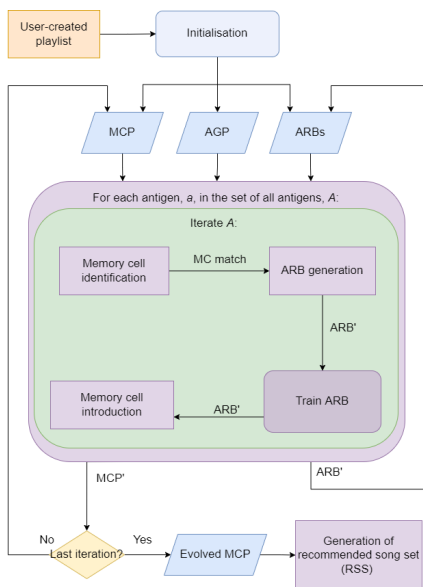 User-created
playlist
Initialisation
MCP
AGP
ARBs
For each antigen, a, in the set of all antigens, A:
Iterate A:
Memory cell
identification
MC match
ARB generation
ARB'
Memory cell
introduction
ARB'
Train ARB
MCP'
ARB'
No
Last iteration?
Yes
Evolved MCP
Generation of
recommended song set
(RSS)